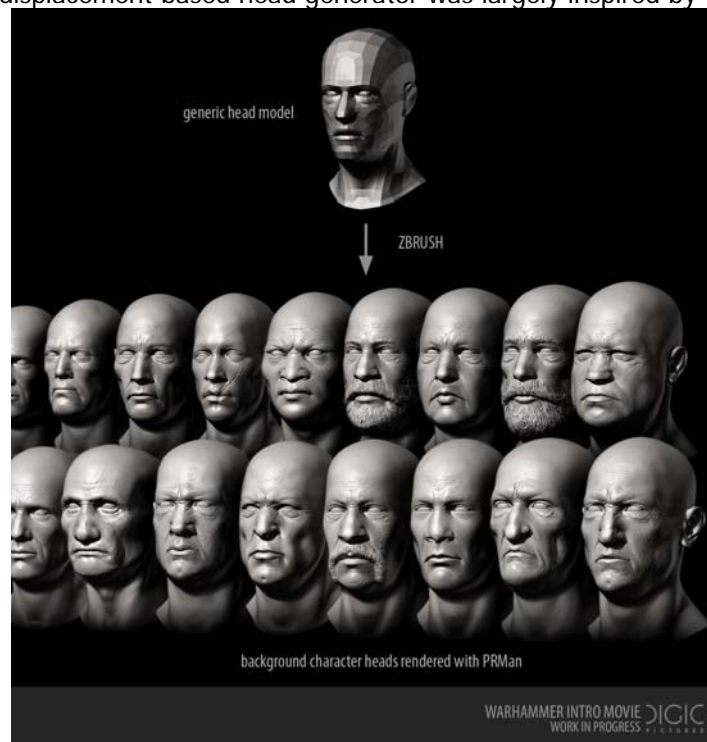 displacement-based head generator was largely inspired by
generic head model
ZBRUSH
background character heads rendered with PRMan
WARHAMMER INTRO MOVIE DIGIC
WORK IN PROGRESS PICTURES